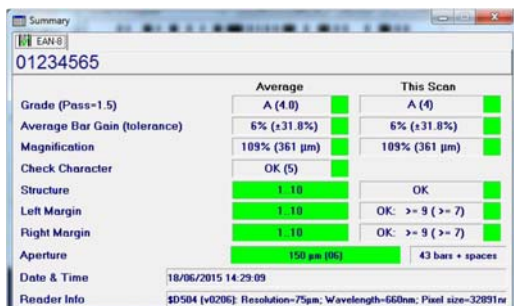 Summary
EAN-8
01234565
Average This Scan
Grade (Pass=1.5) A (4.0) A (4)
Average Bar Gain (tolerance) 6% (±31.8%) 6% (±31.8%)
Magnification 109% (361 µm) 109% (361 µm)
Check Character OK (5)
Structure 1..10 OK
Left Margin 1..10 OK: >= 9 ( >= 7)
Right Margin 1..10 OK: >= 9 ( >= 7)
Aperture 150 µm (06) 43 bars + spaces
Date & Time 18/06/2015 14:29:09
Reader Info $D504 (v0206): Resolution=75µm; Wavelength=660nm; Pixel size=32891n